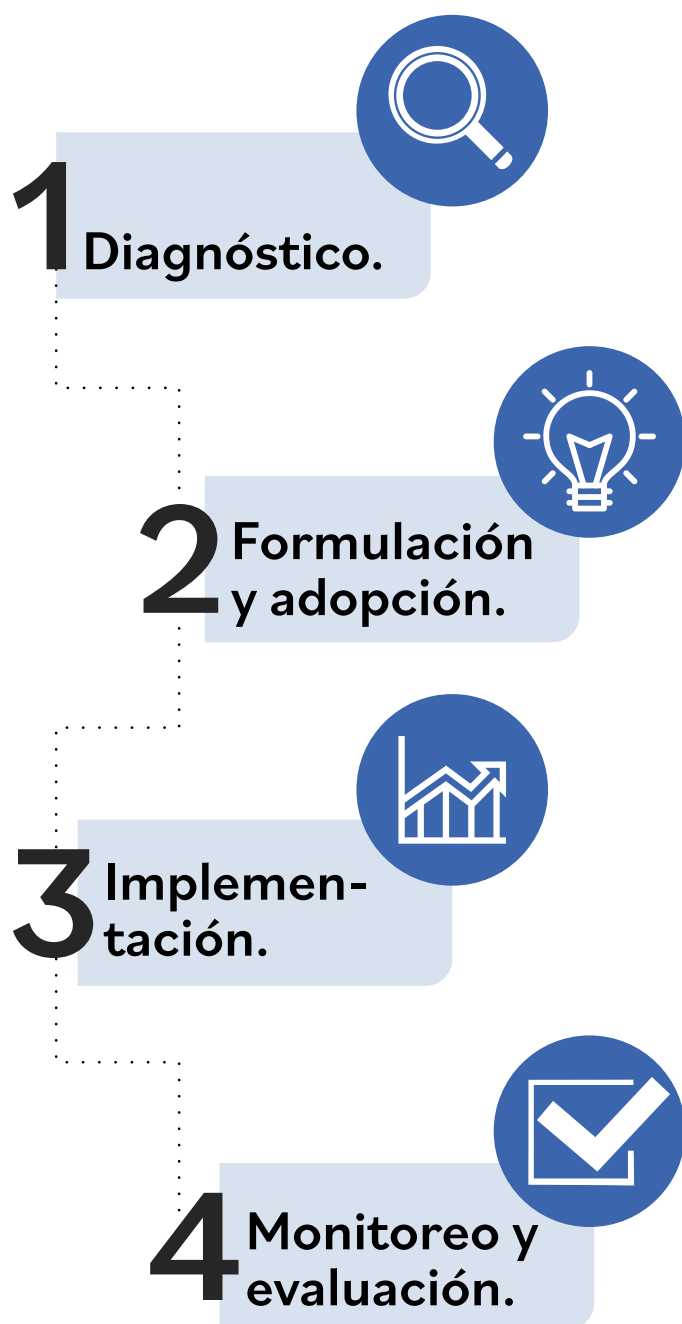 1
Diagnóstico.
2
Formulación
y adopción.
3
Implemen-
tación.
4
Monitoreo y
evaluación.